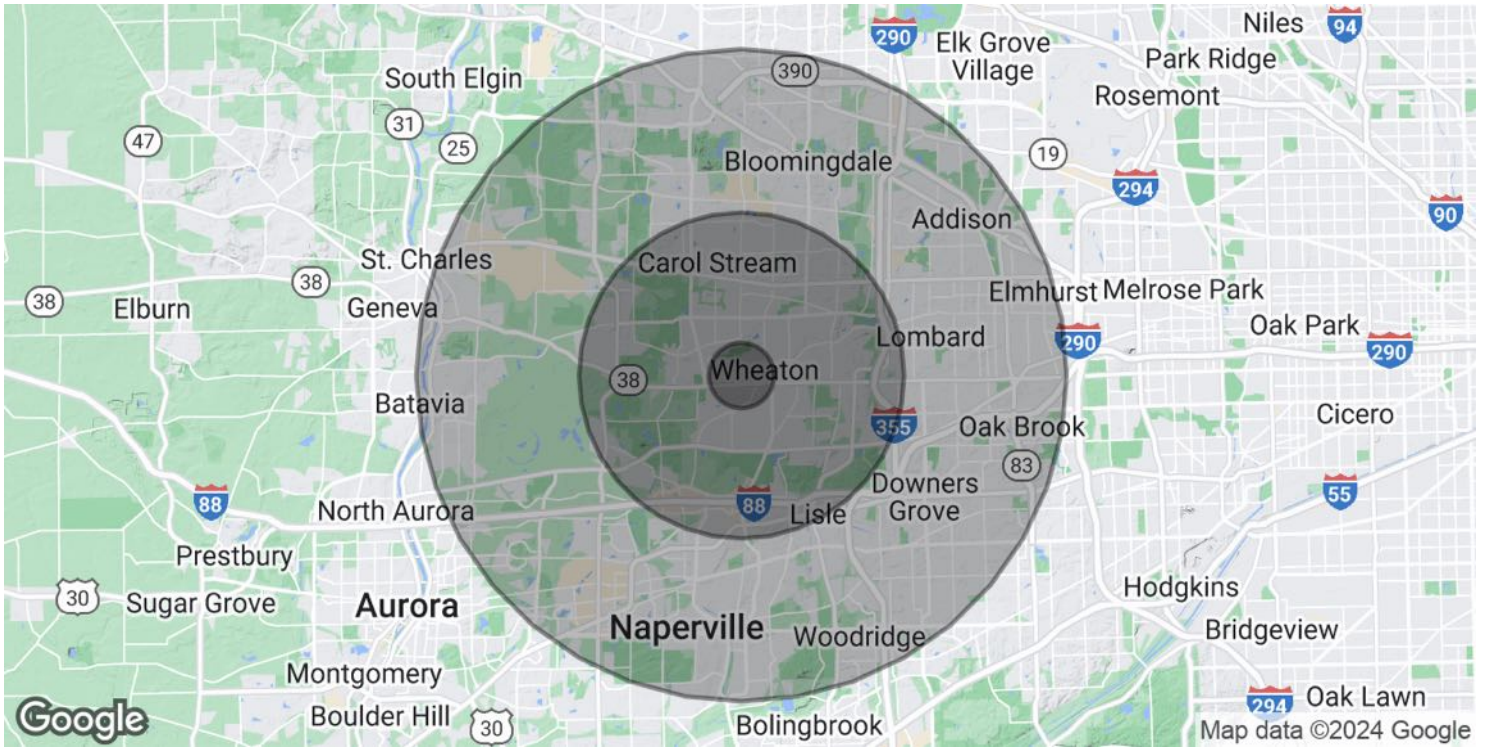 Niles
94
290
Elk Grove
Village
Park Ridge
390
South Elgin
Rosemont
31
47
25
19
Bloomingdale
294
90
Addison
St. Charles
Carol Stream
38
38
Elburn
Geneva
Elmhurst
Melrose Park
Oak Park
Lombard
290
290
Wheaton
38
Batavia
Cicero
355
Oak Brook
83
Downers
Grove
55
88
88
North Aurora
Lisle
Prestbury
30
Sugar Grove
Aurora
Hodgkins
Naperville
Woodridge
Bridgeview
Montgomery
294
Oak Lawn
Boulder Hill
30
Bolingbrook
Google
Map data ©2024 Google